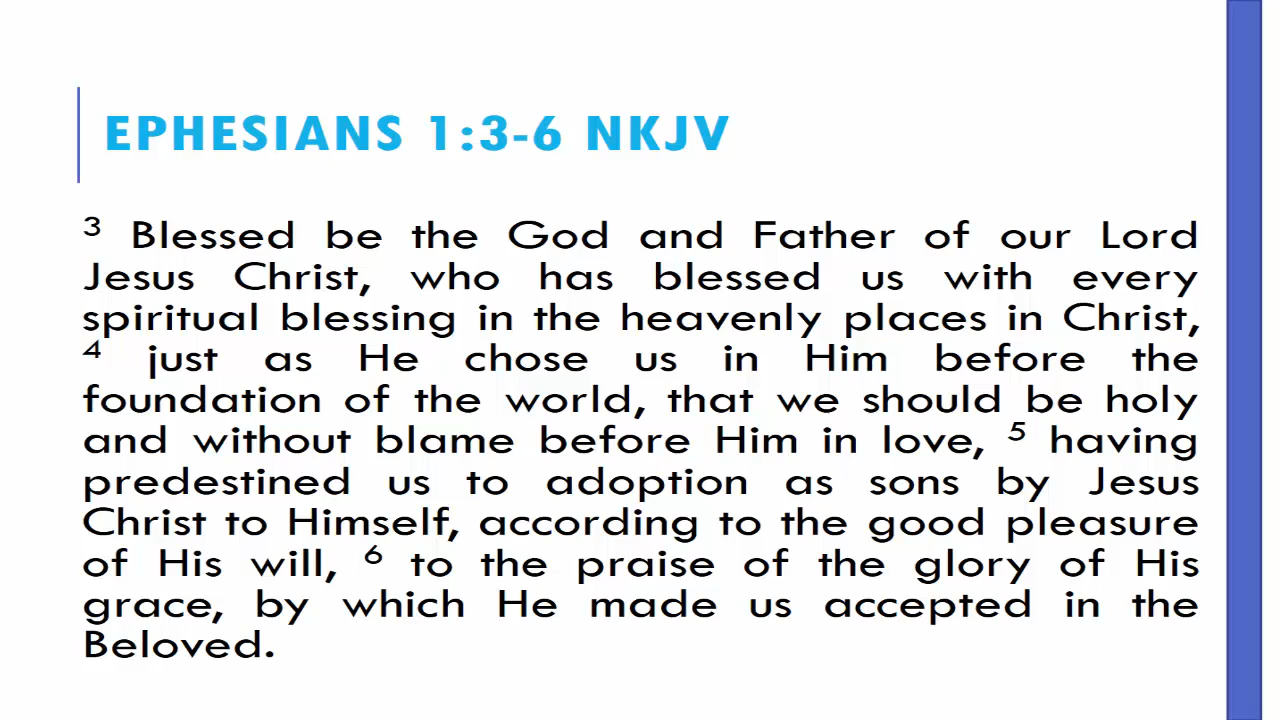 EPHESIANS 1:3-6 NKJV
³ Blessed be the God and Father of our Lord
Jesus Christ, who has blessed us with every
spiritual blessing in the heavenly places in Christ,
⁴ just as He chose us in Him before the
foundation of the world, that we should be holy
and without blame before Him in love, ⁵ having
predestined us to adoption as sons by Jesus
Christ to Himself, according to the good pleasure
of His will, ⁶ to the praise of the glory of His
grace, by which He made us accepted in the
Beloved.